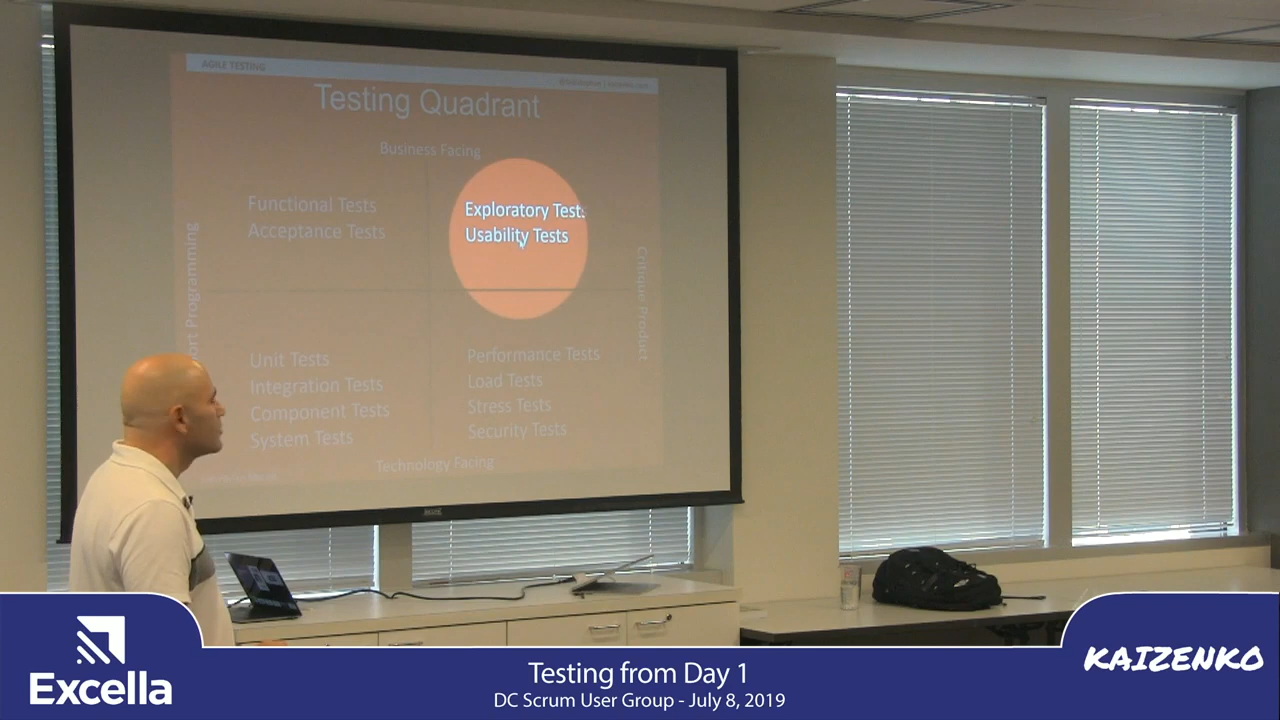 AGILE TESTING
Testing Quadrant
Business Facing
Functional Tests
Acceptance Tests
Exploratory Tests
Usability Tests
ort Programming
Critique Product
Unit Tests
Integration Tests
Component Tests
System Tests
Performance Tests
Load Tests
Stress Tests
Security Tests
Technology Facing
Excella
Testing from Day 1
DC Scrum User Group - July 8, 2019
KAIZENKO